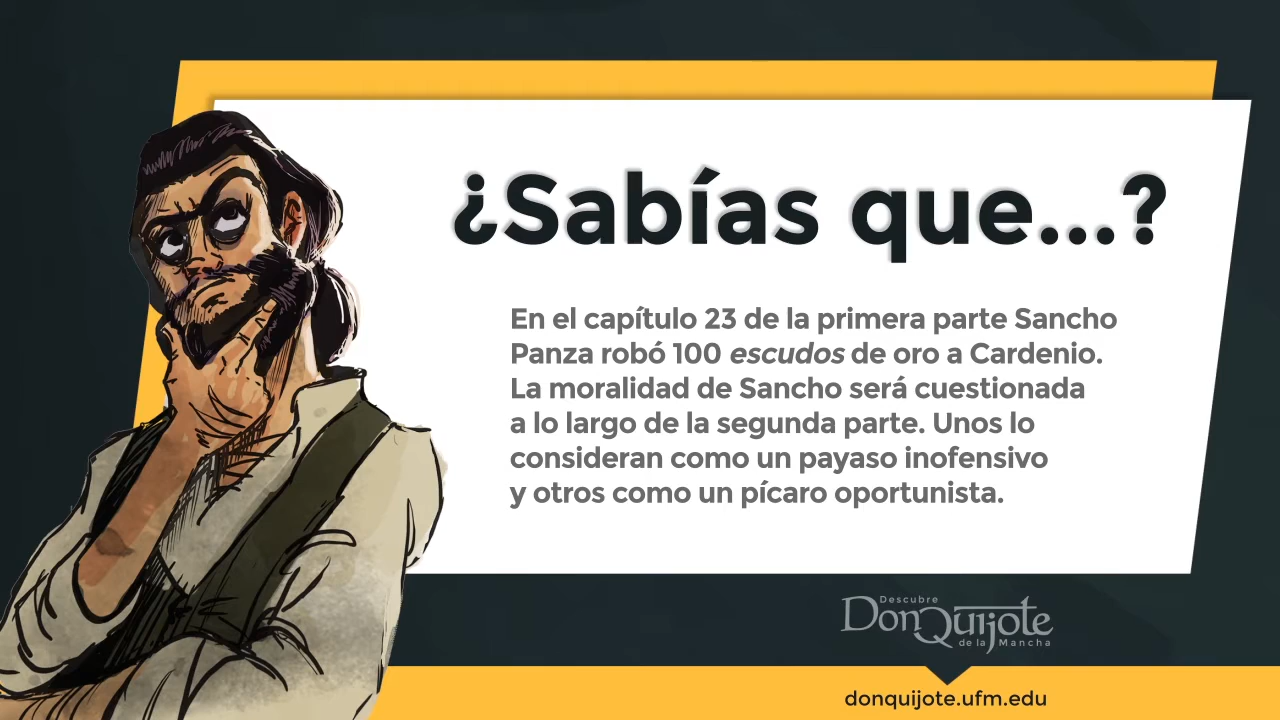 ¿Sabías que...?
En el capítulo 23 de la primera parte Sancho
Panza robó 100 escudos de oro a Cardenio.
La moralidad de Sancho será cuestionada
a lo largo de la segunda parte. Unos lo
consideran como un payaso inofensivo
y otros como un pícaro oportunista.
Descubre
DonQuijote
de la Mancha
donquijote.ufm.edu